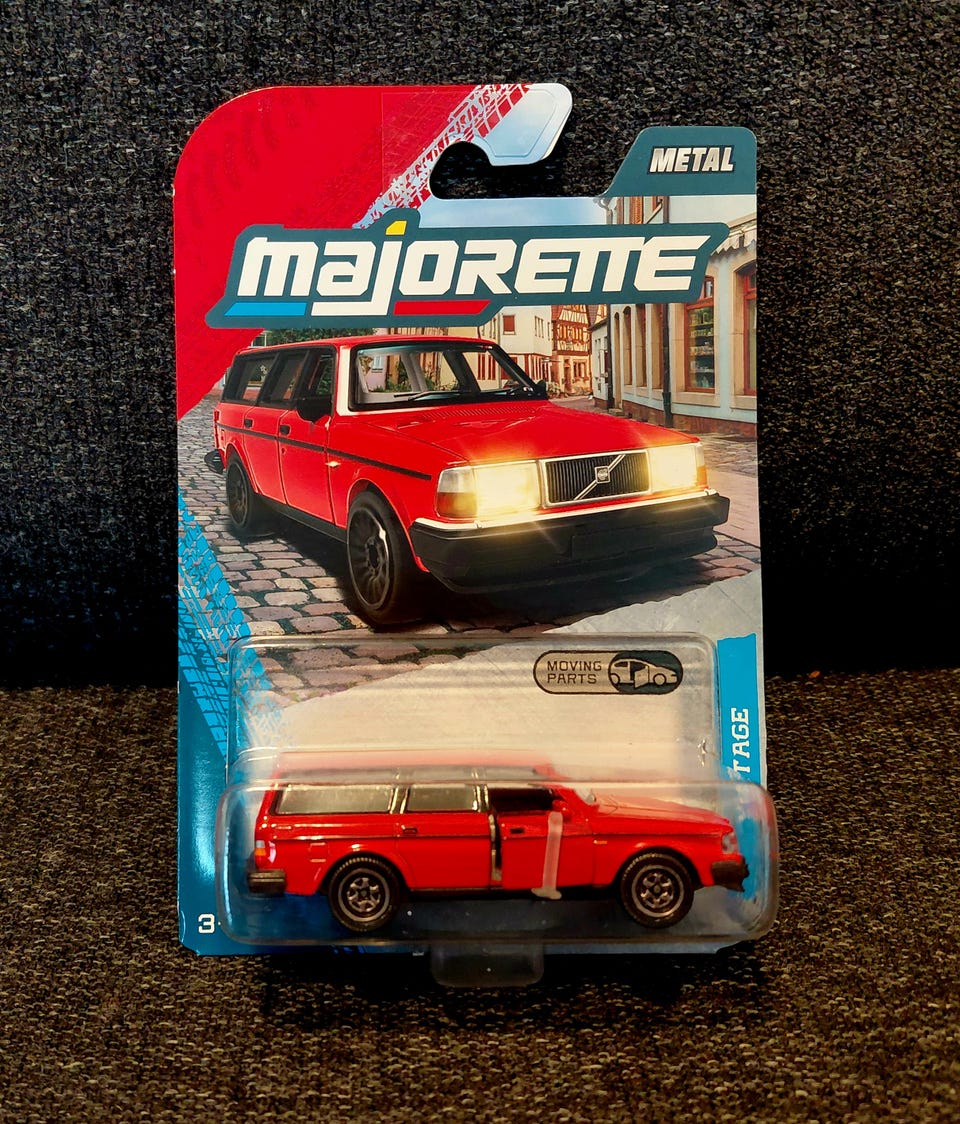 METAL
majorette
MOVING
PARTS
TAGE
3